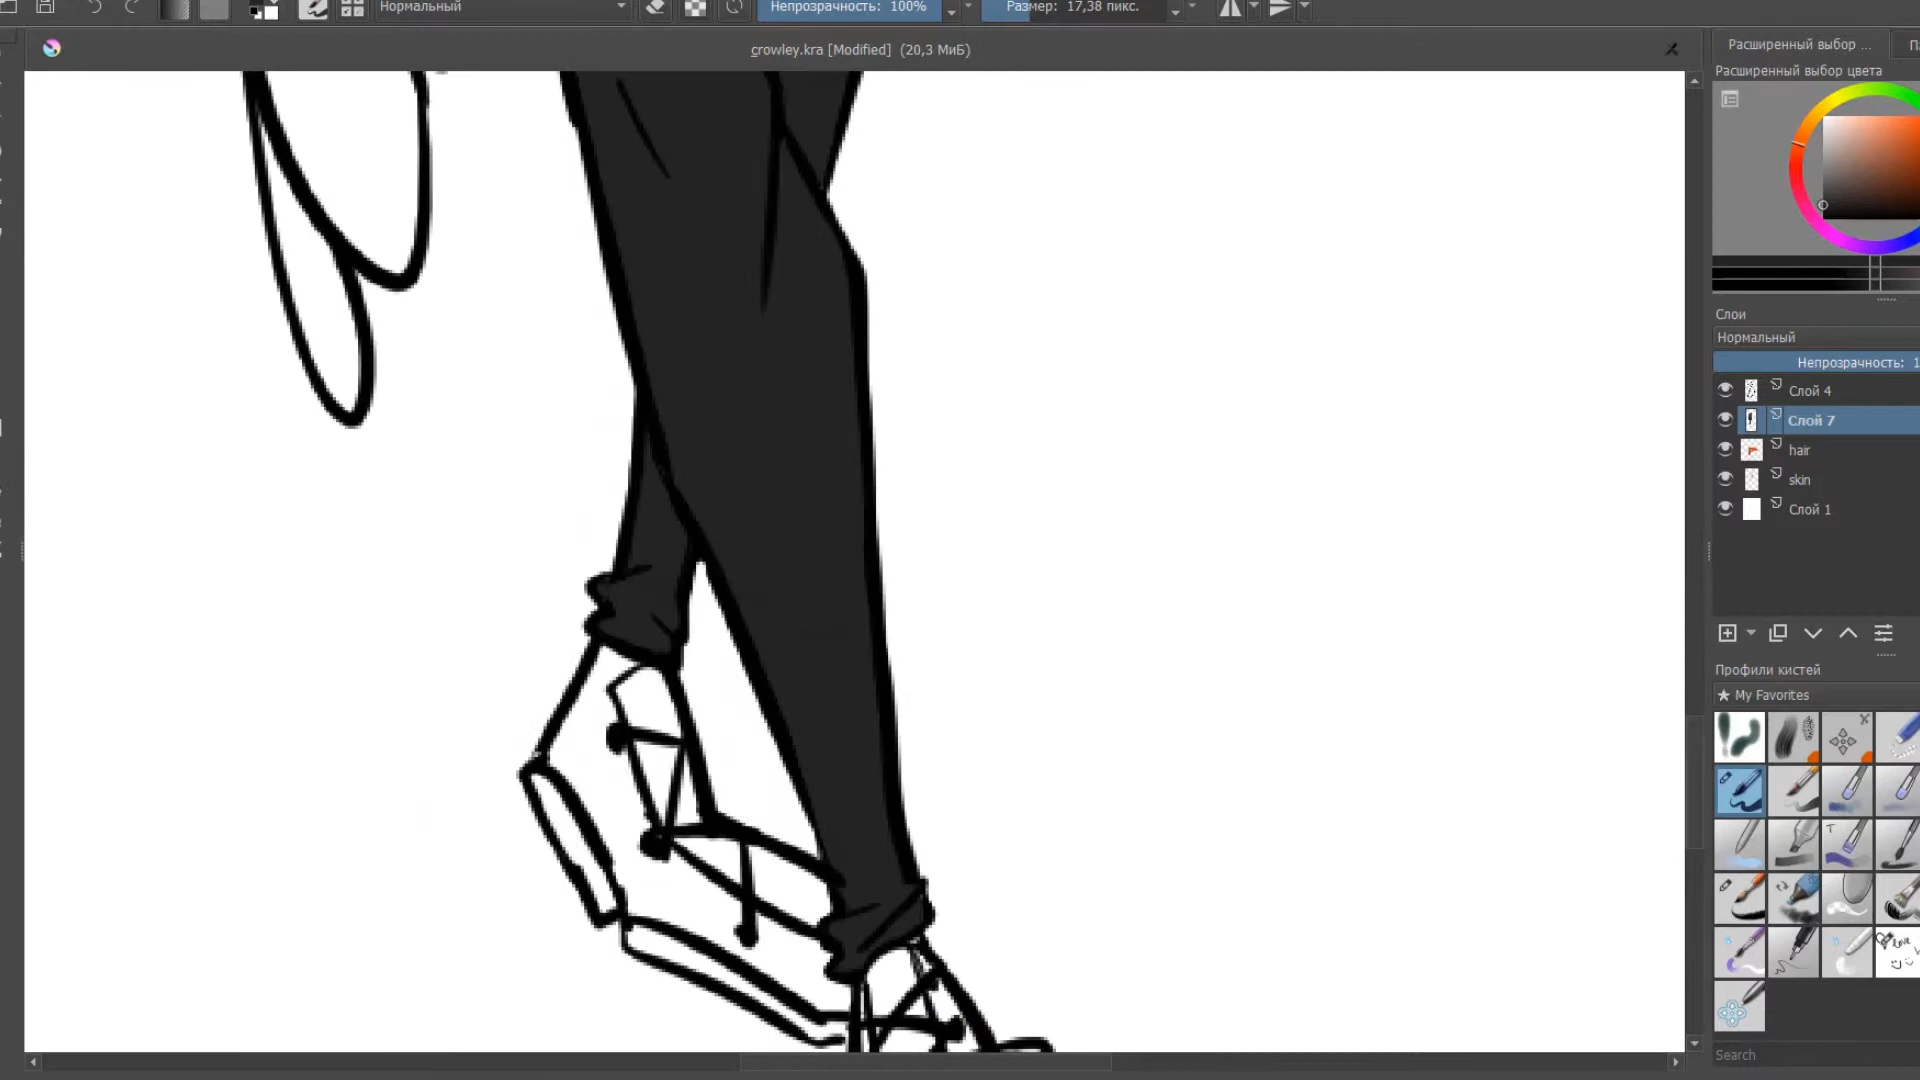 Нормальный
Непрозрачность: 100%
Размер: 17,38 пикс.
crowley.kra [Modified] (20,3 МиБ)
Расширенный выбор ...
Расширенный выбор цвета
Слои
Нормальный
Непрозрачность: 1
Слой 4
Слой 7
hair
skin
Слой 1
Профили кистей
★ My Favorites
Search